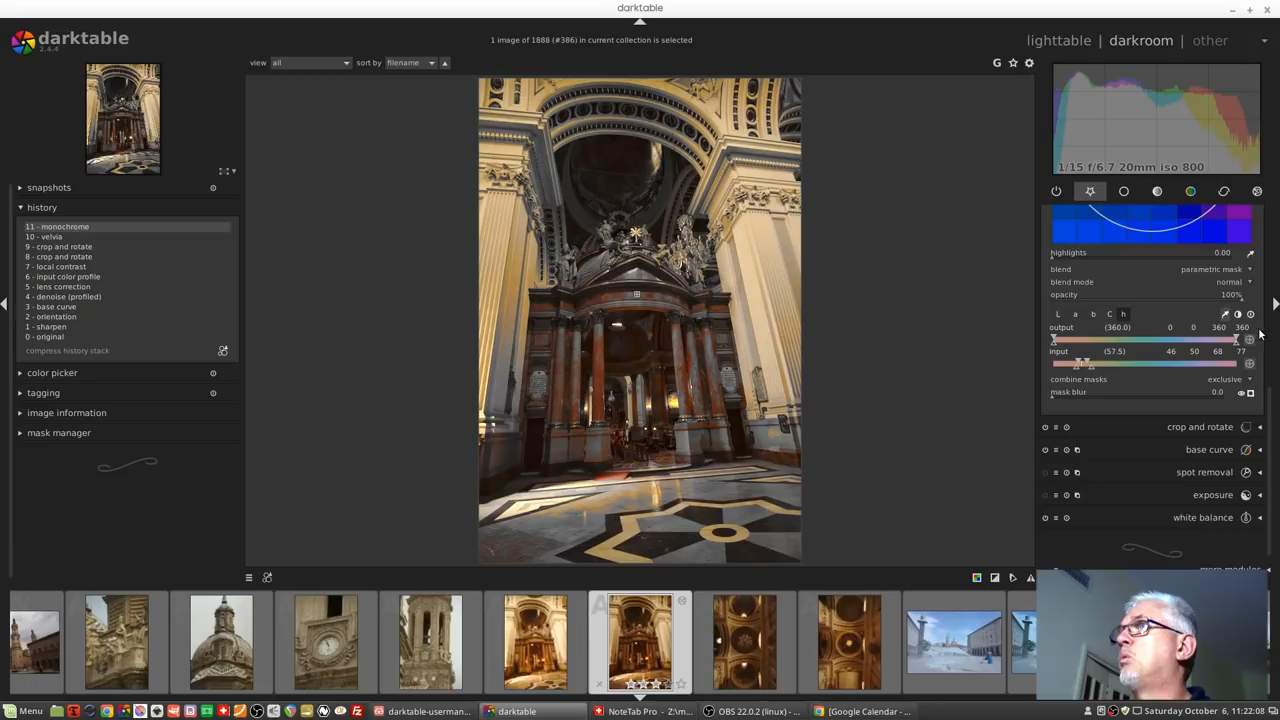 darktable
darktable
2.4.4
1 image of 1888 (#386) in current collection is selected
lighttable | darkroom | other
view all sort by filename
G
1/15 f/6.7 20mm iso 800
snapshots
history
11 - monochrome
10 - velvia
9 - crop and rotate
8 - crop and rotate
7 - local contrast
6 - input color profile
5 - lens correction
4 - denoise (profiled)
3 - base curve
2 - orientation
1 - sharpen
0 - original
compress history stack
color picker
tagging
image information
mask manager
highlights 0.00
blend parametric mask
blend mode normal
opacity 100%
L a b C h
output (360.0) 0 0 360 360
input (57.5) 46 50 68 77
combine masks exclusive
mask blur 0.0
crop and rotate
base curve
spot removal
exposure
white balance
more modules
Menu
darktable-userman...
darktable
NoteTab Pro - Z:\m...
OBS 22.0.2 (linux) - ...
[Google Calendar - ...
Saturday October 6, 11:22:08